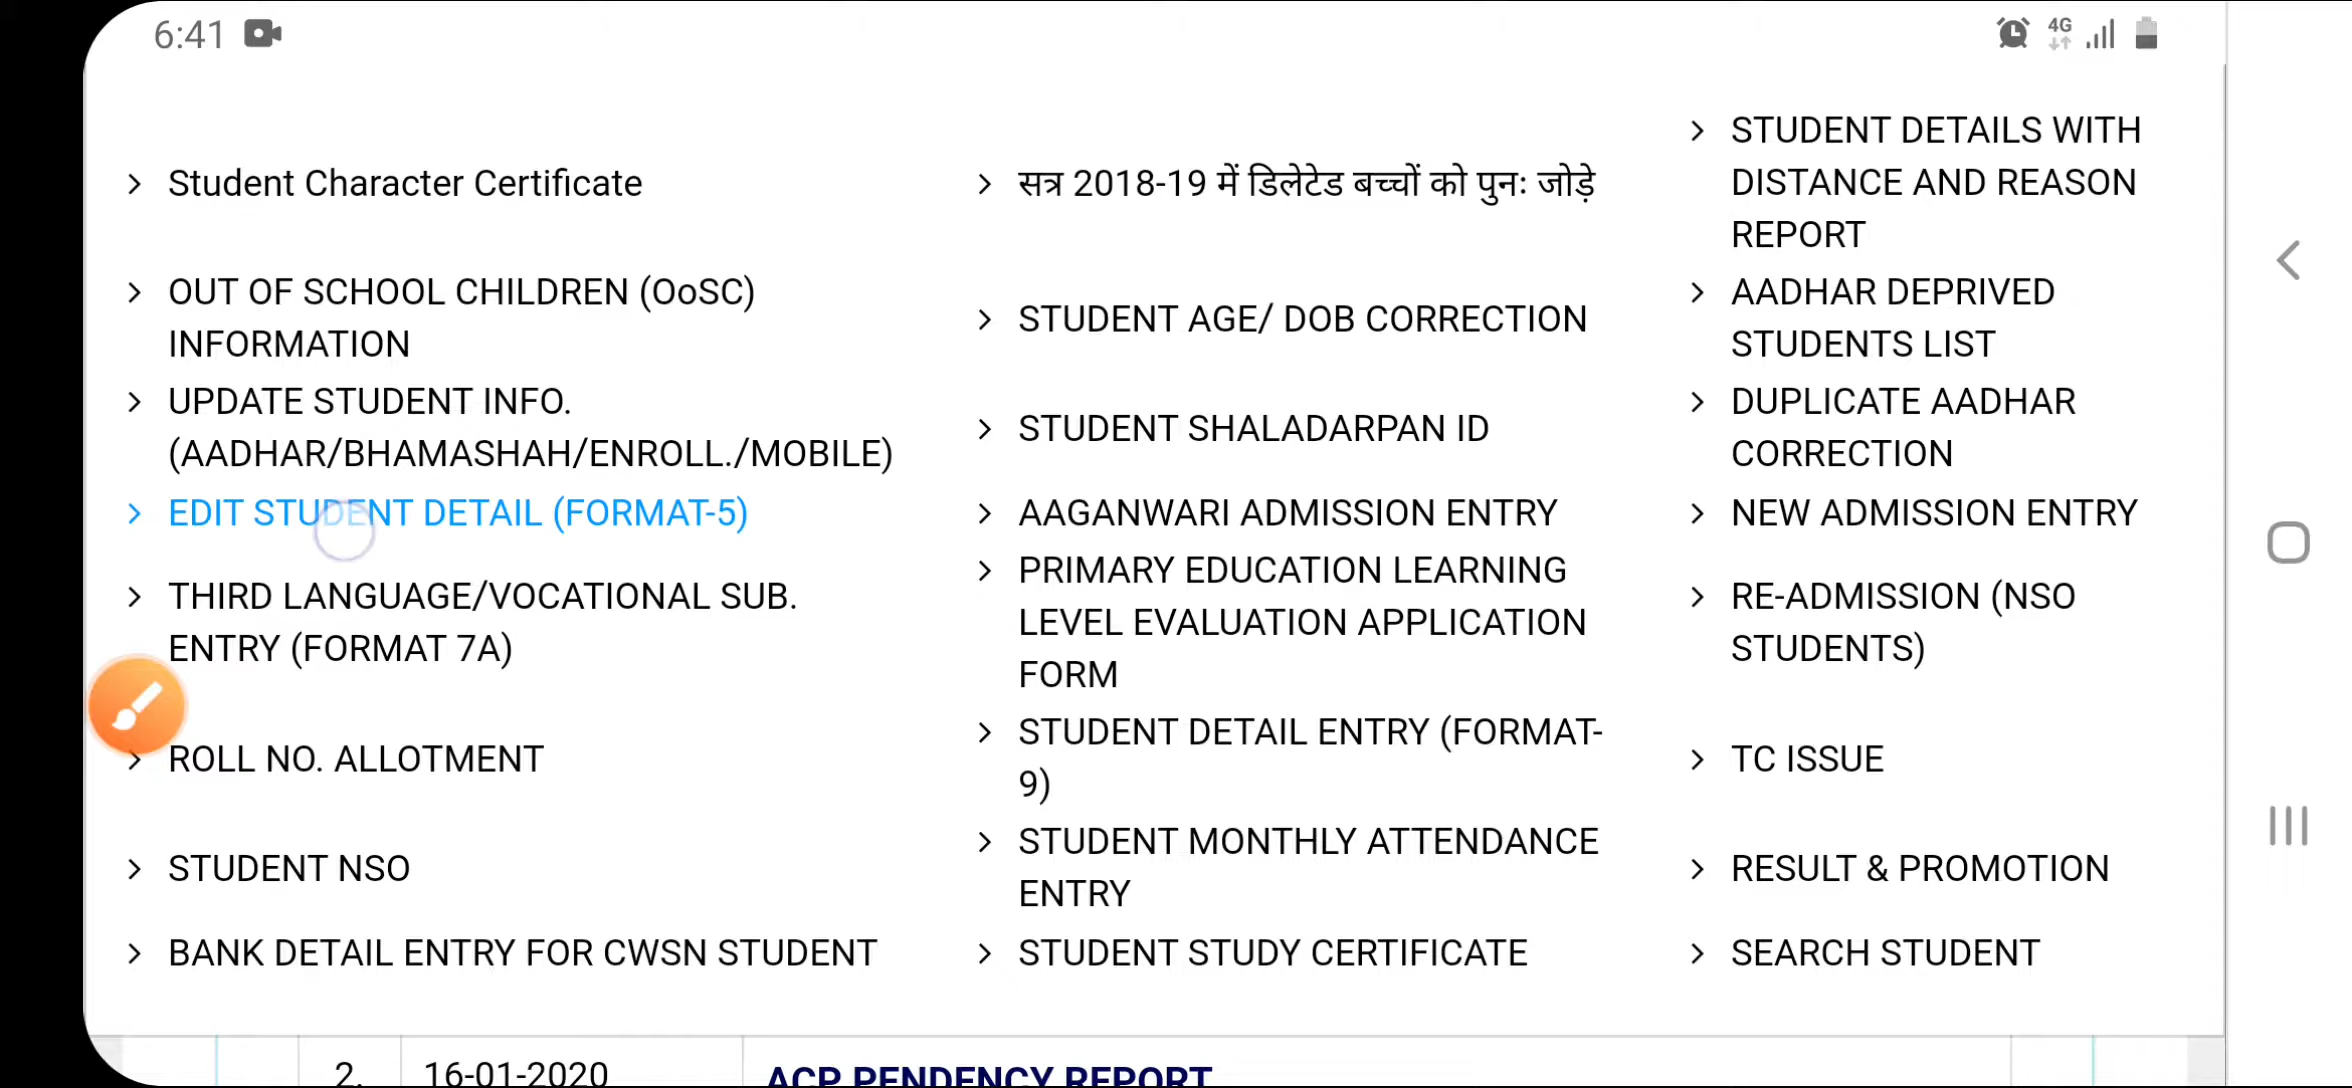 6:41
4G
Student Character Certificate
सत्र 2018-19 में डिलेटेड बच्चों को पुनः जोड़े
STUDENT DETAILS WITH
DISTANCE AND REASON
REPORT
OUT OF SCHOOL CHILDREN (OoSC)
INFORMATION
STUDENT AGE/ DOB CORRECTION
AADHAR DEPRIVED
STUDENTS LIST
UPDATE STUDENT INFO.
(AADHAR/BHAMASHAH/ENROLL./MOBILE)
STUDENT SHALADARPAN ID
DUPLICATE AADHAR
CORRECTION
EDIT STUDENT DETAIL (FORMAT-5)
AAGANWARI ADMISSION ENTRY
NEW ADMISSION ENTRY
THIRD LANGUAGE/VOCATIONAL SUB.
ENTRY (FORMAT 7A)
PRIMARY EDUCATION LEARNING
LEVEL EVALUATION APPLICATION
FORM
RE-ADMISSION (NSO
STUDENTS)
ROLL NO. ALLOTMENT
STUDENT DETAIL ENTRY (FORMAT-
9)
TC ISSUE
STUDENT NSO
STUDENT MONTHLY ATTENDANCE
ENTRY
RESULT & PROMOTION
BANK DETAIL ENTRY FOR CWSN STUDENT
STUDENT STUDY CERTIFICATE
SEARCH STUDENT
2. 16-01-2020 ACP PENDENCY REPORT